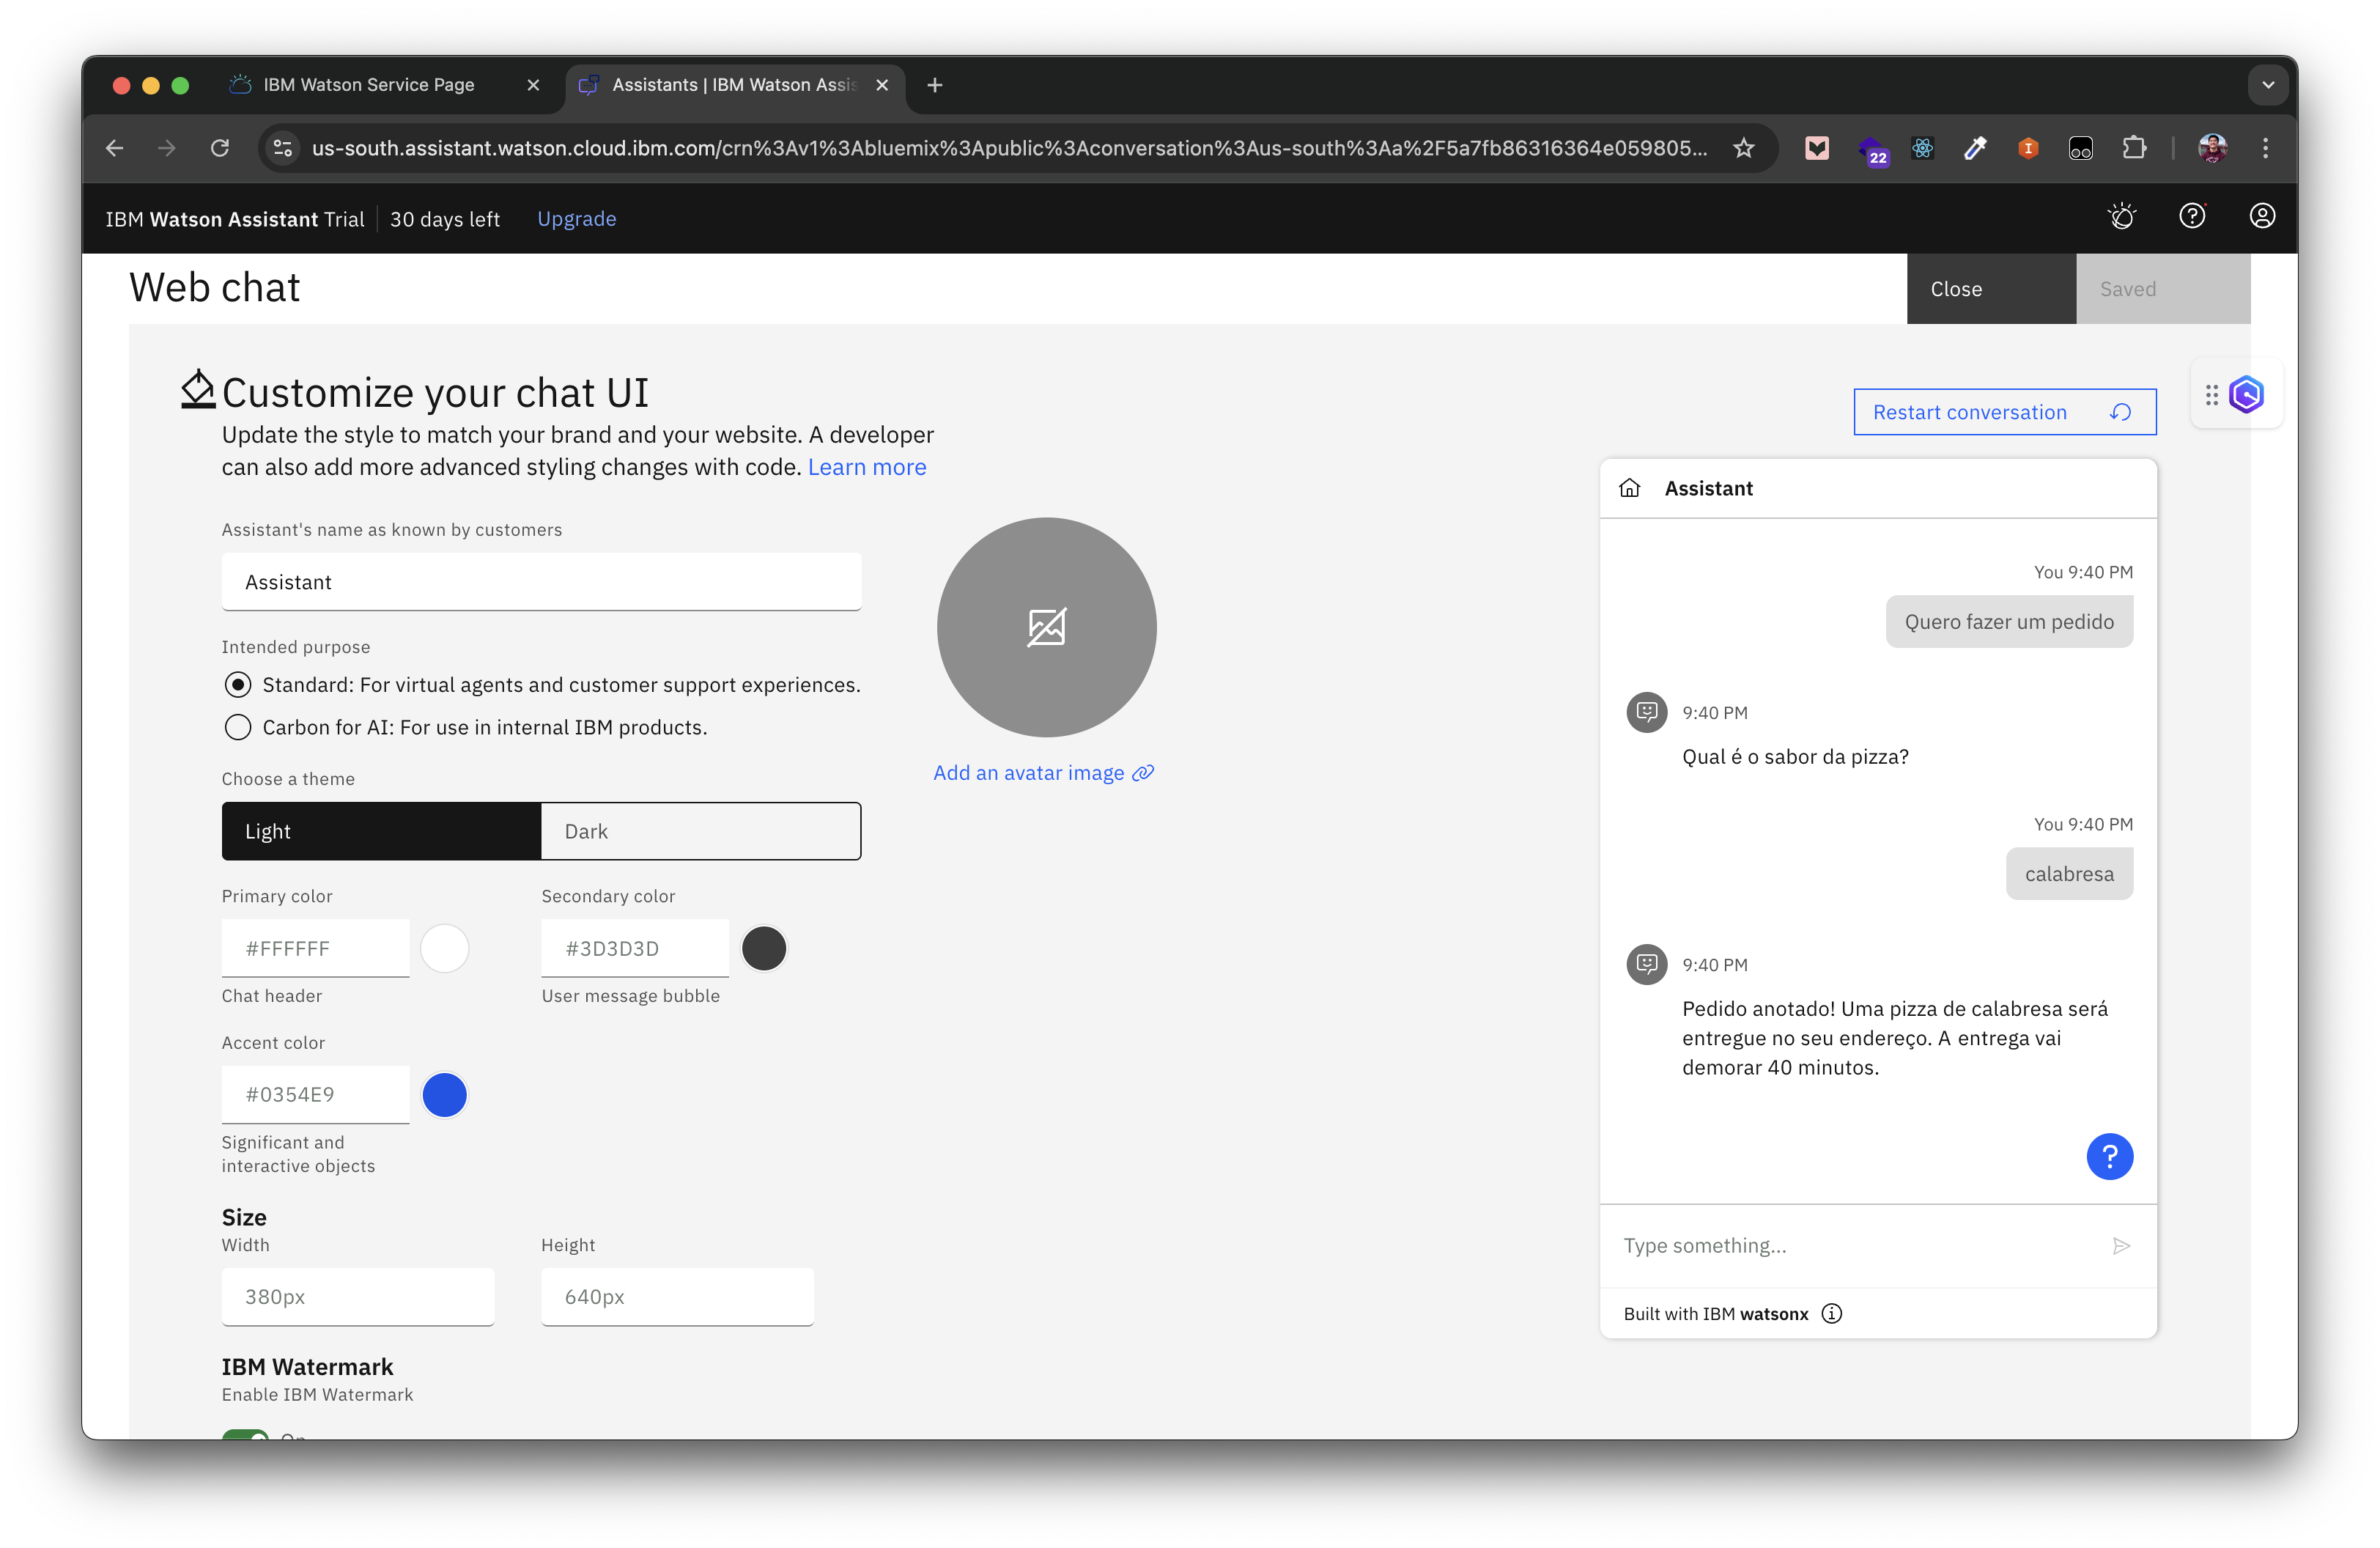 IBM Watson Service Page
Assistants | IBM Watson Assis
us-south.assistant.watson.cloud.ibm.com/crn%3Av1%3Abluemix%3Apublic%3Aconversation%3Aus-south%3Aa%2F5a7fb86316364e059805...
22
IBM Watson Assistant Trial
30 days left
Upgrade
Web chat
Close
Saved
Customize your chat UI
Update the style to match your brand and your website. A developer
can also add more advanced styling changes with code. Learn more
Assistant's name as known by customers
Assistant
Intended purpose
Standard: For virtual agents and customer support experiences.
Carbon for AI: For use in internal IBM products.
Add an avatar image
Choose a theme
Light
Dark
Primary color
Secondary color
#FFFFFF
#3D3D3D
Chat header
User message bubble
Accent color
#0354E9
Significant and
interactive objects
Size
Width
Height
380px
640px
IBM Watermark
Enable IBM Watermark
On
Restart conversation
Assistant
You 9:40 PM
Quero fazer um pedido
9:40 PM
Qual é o sabor da pizza?
You 9:40 PM
calabresa
9:40 PM
Pedido anotado! Uma pizza de calabresa será
entregue no seu endereço. A entrega vai
demorar 40 minutos.
?
Type something...
Built with IBM watsonx